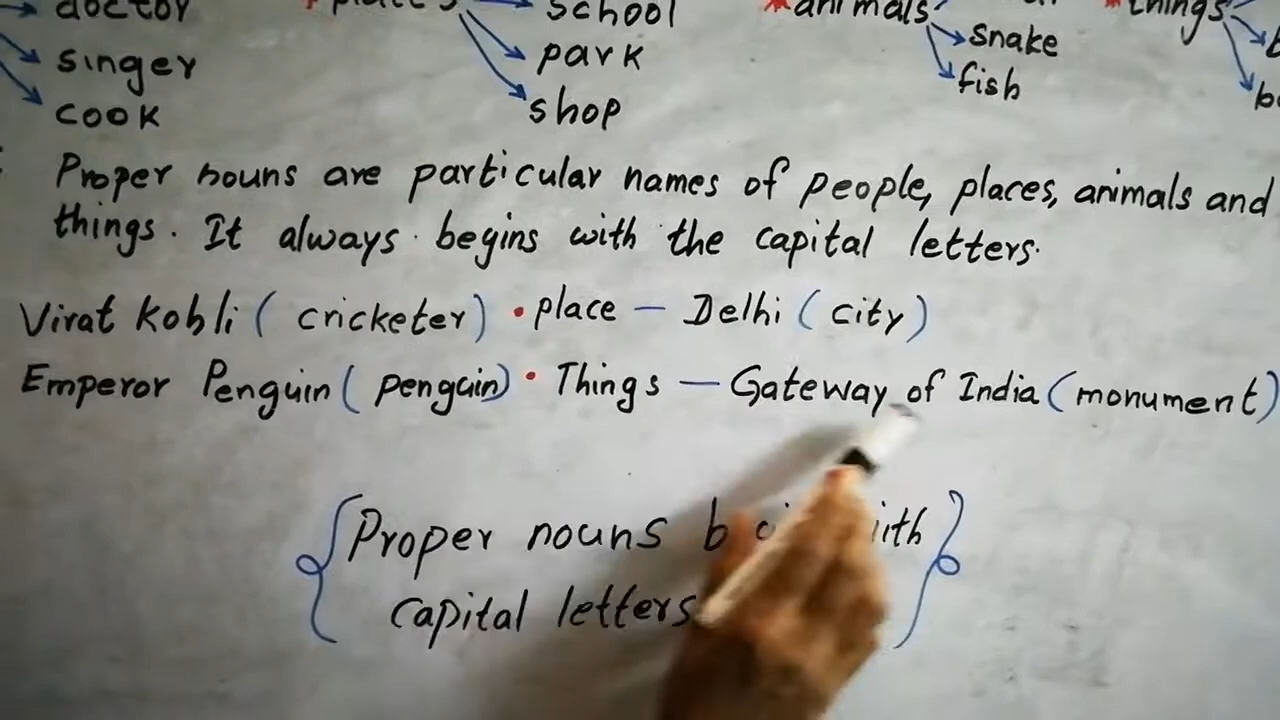 doctor places school animals things
singer park snake
cook shop fish
Proper nouns are particular names of people, places, animals and
things. It always begins with the capital letters.
Virat Kohli ( cricketer) • place — Delhi ( city )
Emperor Penguin ( penguin) • Things — Gateway of India ( monument )
{ Proper nouns with }
capital letters